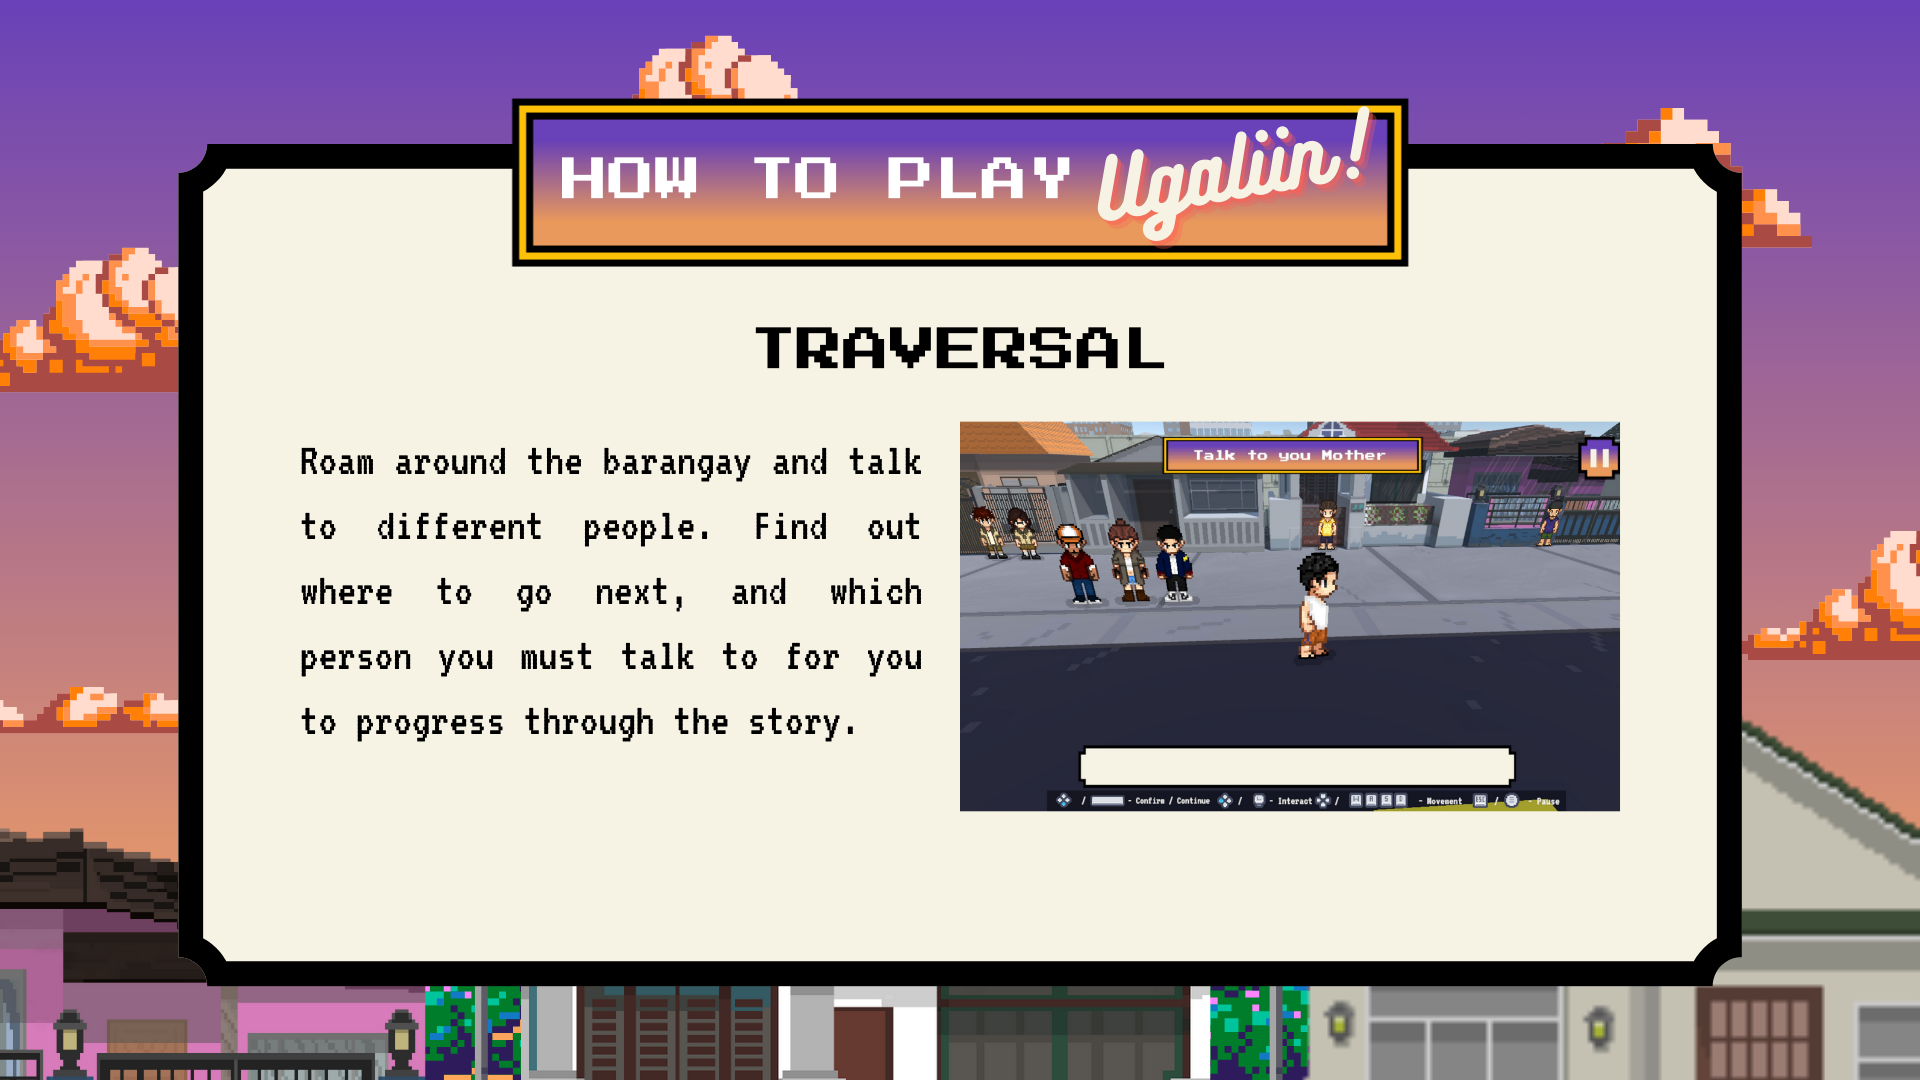 HOW TO PLAY Ugaliin!
TRAVERSAL
Roam around the barangay and talk
to different people. Find out
where to go next, and which
person you must talk to for you
to progress through the story.
Talk to you Mother
/ - Confirm / Continue / - Interact / W A S D - Movement ESC / - Pause